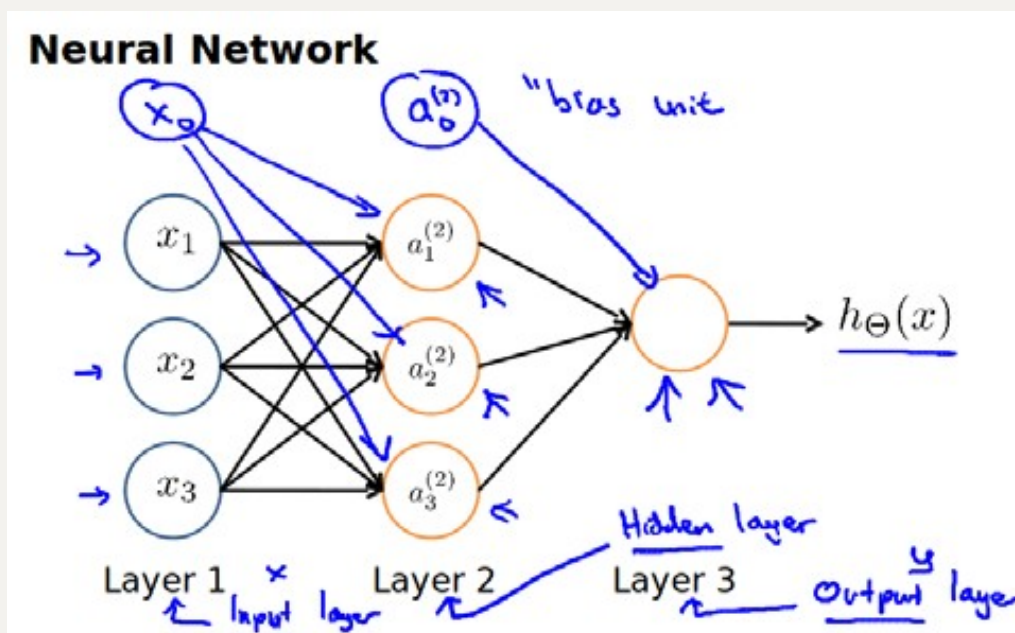 Neural Network
x₀ a₀⁽²⁾ "bias unit
x₁ a₁⁽²⁾
h_Θ(x)
x₂ a₂⁽²⁾
x₃ a₃⁽²⁾
Hidden layer
Layer 1 x Layer 2 Layer 3 y
Input layer Output layer